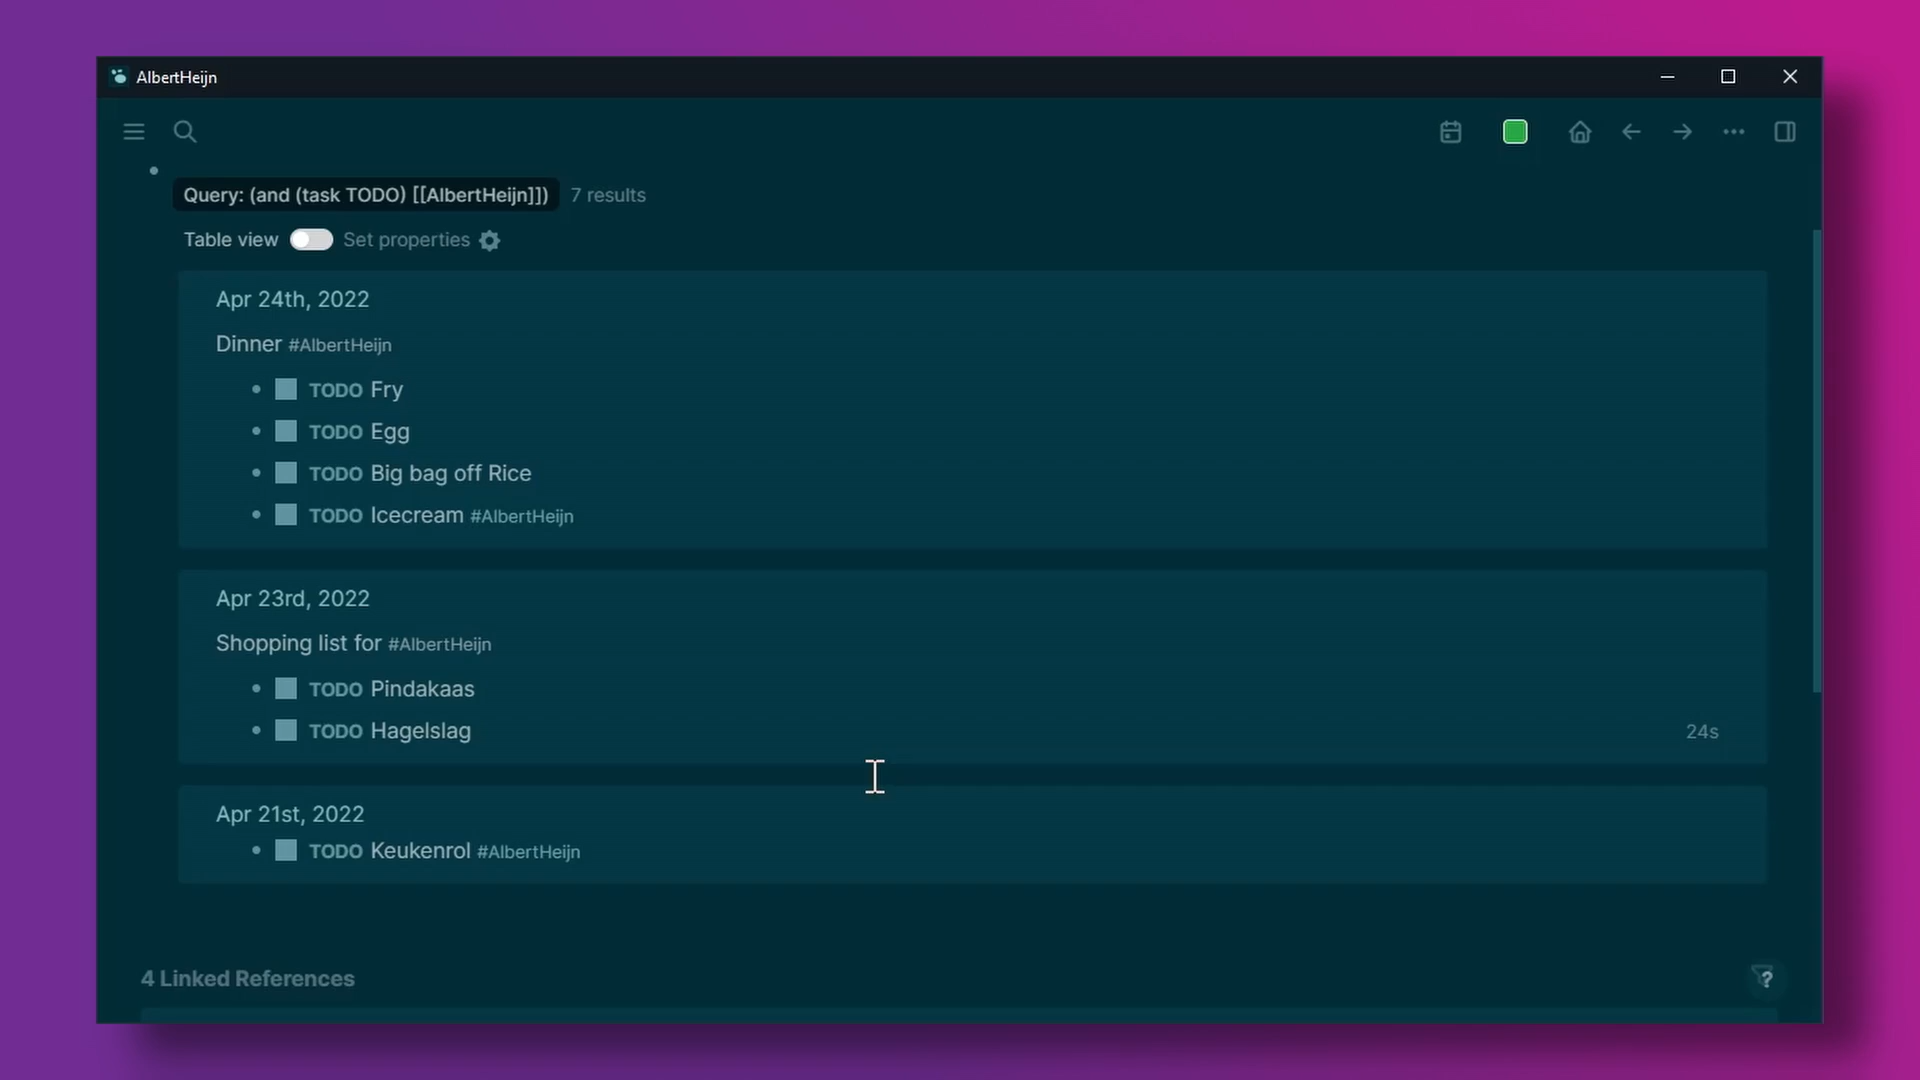 AlbertHeijn
Query: (and (task TODO) [[AlbertHeijn]]) 7 results
Table view Set properties
Apr 24th, 2022
Dinner #AlbertHeijn
TODO Fry
TODO Egg
TODO Big bag off Rice
TODO Icecream #AlbertHeijn
Apr 23rd, 2022
Shopping list for #AlbertHeijn
TODO Pindakaas
TODO Hagelslag 24s
Apr 21st, 2022
TODO Keukenrol #AlbertHeijn
4 Linked References ?